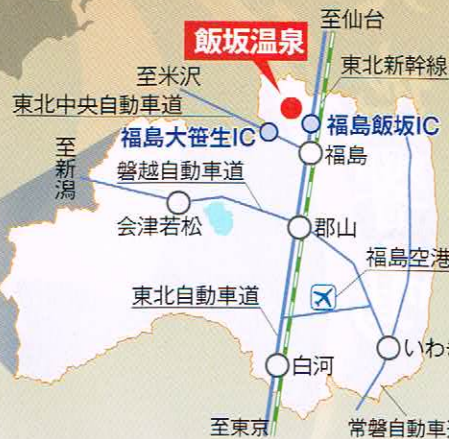 至仙台
飯坂温泉
東北新幹線
至米沢
東北中央自動車道
福島大笹生IC
福島飯坂IC
福島
至新潟
磐越自動車道
会津若松
郡山
福島空港
東北自動車道
いわき
白河
至東京
常磐自動車